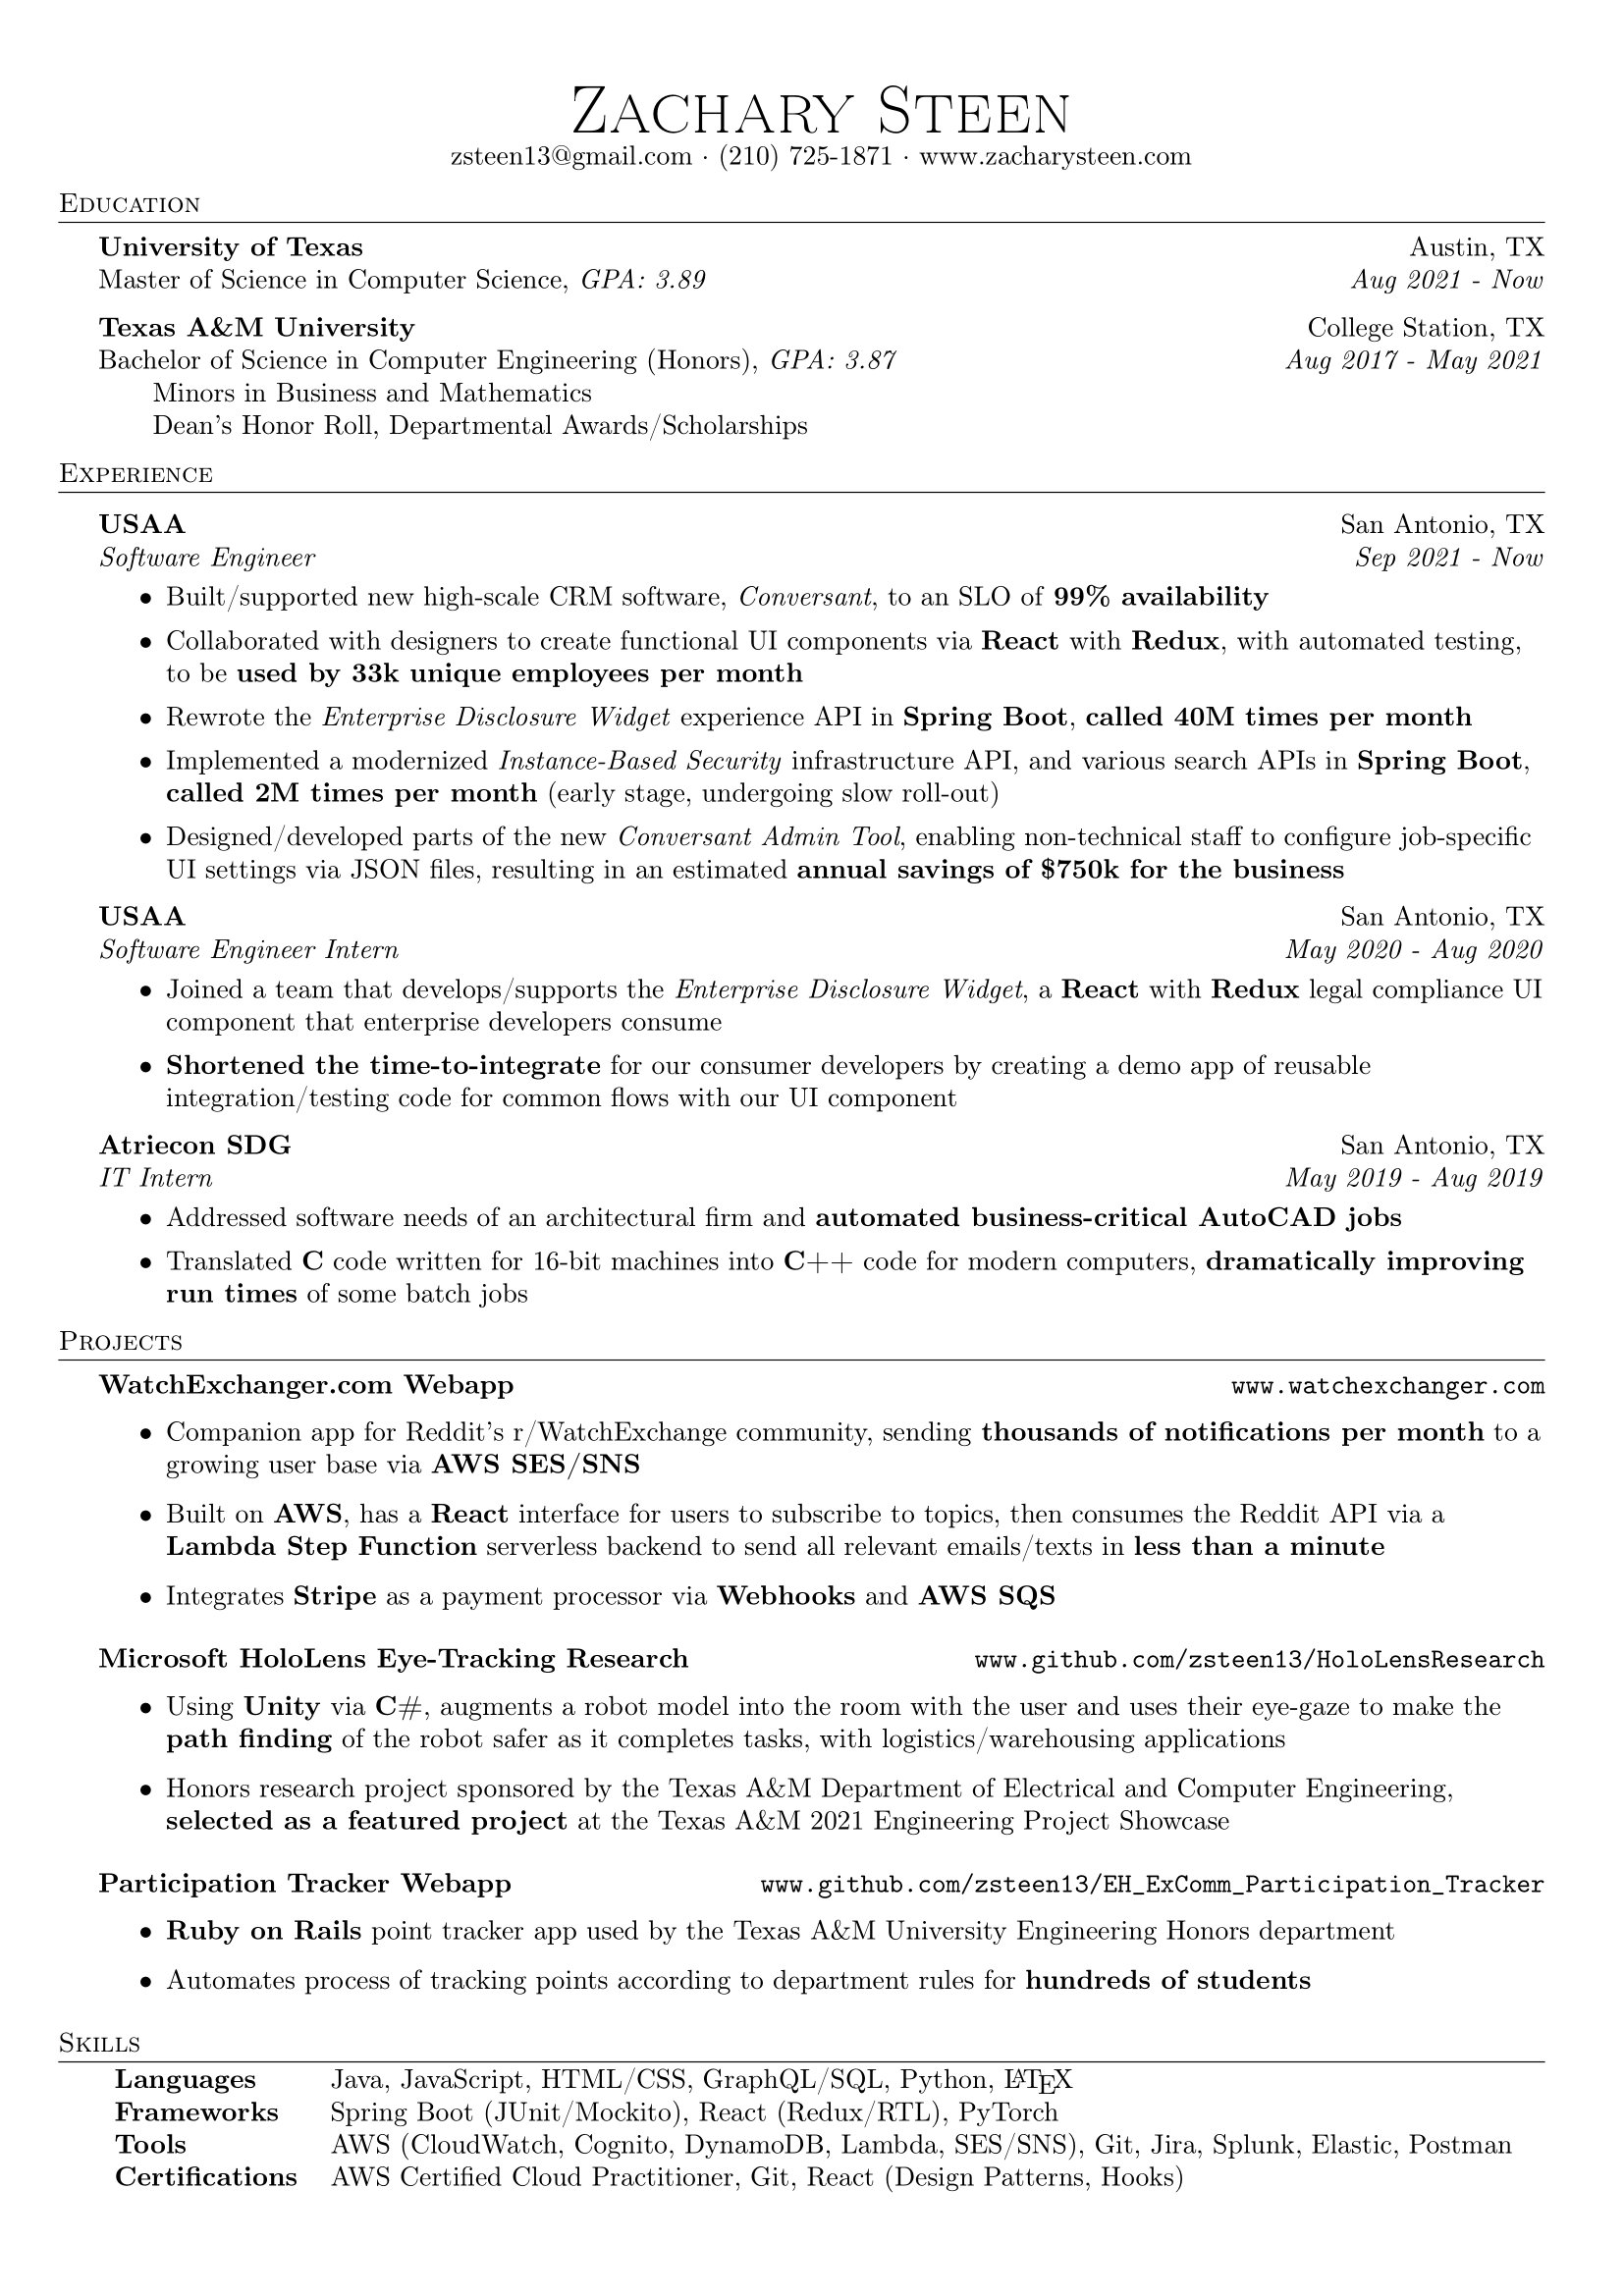 Zachary Steen
zsteen13@gmail.com · (210) 725-1871 · www.zacharysteen.com
Education
University of Texas Austin, TX
Master of Science in Computer Science, GPA: 3.89 Aug 2021 - Now
Texas A&M University College Station, TX
Bachelor of Science in Computer Engineering (Honors), GPA: 3.87 Aug 2017 - May 2021
Minors in Business and Mathematics
Dean's Honor Roll, Departmental Awards/Scholarships
Experience
USAA San Antonio, TX
Software Engineer Sep 2021 - Now
• Built/supported new high-scale CRM software, Conversant, to an SLO of 99% availability
• Collaborated with designers to create functional UI components via React with Redux, with automated testing,
to be used by 33k unique employees per month
• Rewrote the Enterprise Disclosure Widget experience API in Spring Boot, called 40M times per month
• Implemented a modernized Instance-Based Security infrastructure API, and various search APIs in Spring Boot,
called 2M times per month (early stage, undergoing slow roll-out)
• Designed/developed parts of the new Conversant Admin Tool, enabling non-technical staff to configure job-specific
UI settings via JSON files, resulting in an estimated annual savings of $750k for the business
USAA San Antonio, TX
Software Engineer Intern May 2020 - Aug 2020
• Joined a team that develops/supports the Enterprise Disclosure Widget, a React with Redux legal compliance UI
component that enterprise developers consume
• Shortened the time-to-integrate for our consumer developers by creating a demo app of reusable
integration/testing code for common flows with our UI component
Atriecon SDG San Antonio, TX
IT Intern May 2019 - Aug 2019
• Addressed software needs of an architectural firm and automated business-critical AutoCAD jobs
• Translated C code written for 16-bit machines into C++ code for modern computers, dramatically improving
run times of some batch jobs
Projects
WatchExchanger.com Webapp www.watchexchanger.com
• Companion app for Reddit's r/WatchExchange community, sending thousands of notifications per month to a
growing user base via AWS SES/SNS
• Built on AWS, has a React interface for users to subscribe to topics, then consumes the Reddit API via a
Lambda Step Function serverless backend to send all relevant emails/texts in less than a minute
• Integrates Stripe as a payment processor via Webhooks and AWS SQS
Microsoft HoloLens Eye-Tracking Research www.github.com/zsteen13/HoloLensResearch
• Using Unity via C#, augments a robot model into the room with the user and uses their eye-gaze to make the
path finding of the robot safer as it completes tasks, with logistics/warehousing applications
• Honors research project sponsored by the Texas A&M Department of Electrical and Computer Engineering,
selected as a featured project at the Texas A&M 2021 Engineering Project Showcase
Participation Tracker Webapp www.github.com/zsteen13/EH_ExComm_Participation_Tracker
• Ruby on Rails point tracker app used by the Texas A&M University Engineering Honors department
• Automates process of tracking points according to department rules for hundreds of students
Skills
Languages Java, JavaScript, HTML/CSS, GraphQL/SQL, Python, LATEX
Frameworks Spring Boot (JUnit/Mockito), React (Redux/RTL), PyTorch
Tools AWS (CloudWatch, Cognito, DynamoDB, Lambda, SES/SNS), Git, Jira, Splunk, Elastic, Postman
Certifications AWS Certified Cloud Practitioner, Git, React (Design Patterns, Hooks)